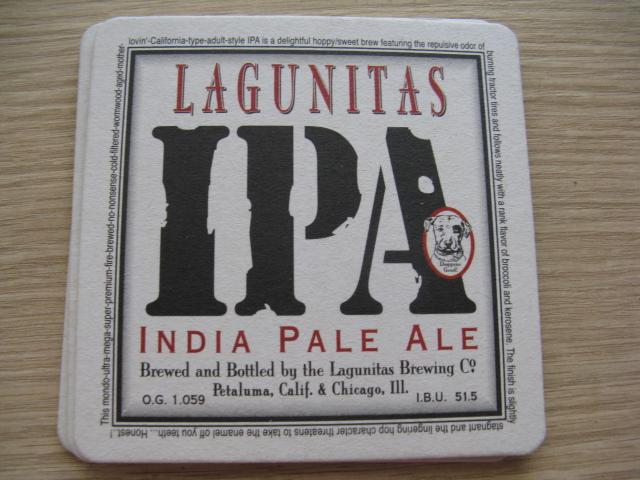 This mondo-ultra-mega-super-premium-fire-brewed-no-nonsense-cold-filtered-wormwood-aged-mother-
lovin'-California-type-adult-style IPA is a delightful hoppy/sweet brew featuring the repulsive odor of
burning tractor tires and follows neatly with a rank flavor of broccoli and kerosene. The finish is slightly
stagnant and the lingering hop character threatens to take the enamel off you teeth... Honest!
LAGUNITAS
IPA
Doggone
Good!
INDIA PALE ALE
Brewed and Bottled by the Lagunitas Brewing Co.
Petaluma, Calif. & Chicago, Ill.
O.G. 1.059
I.B.U. 51.5